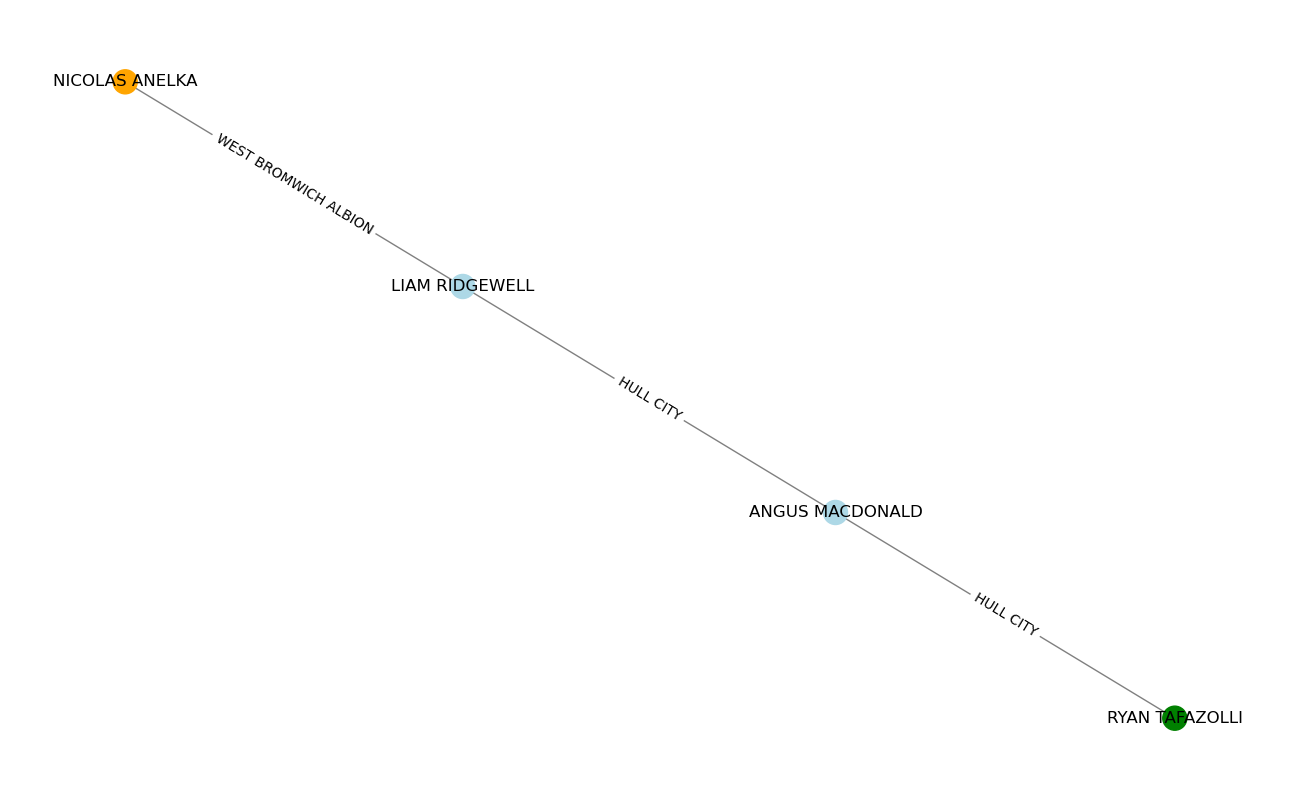 NICOLAS ANELKA
WEST BROMWICH ALBION
LIAM RIDGEWELL
HULL CITY
ANGUS MACDONALD
HULL CITY
RYAN TAFAZOLLI